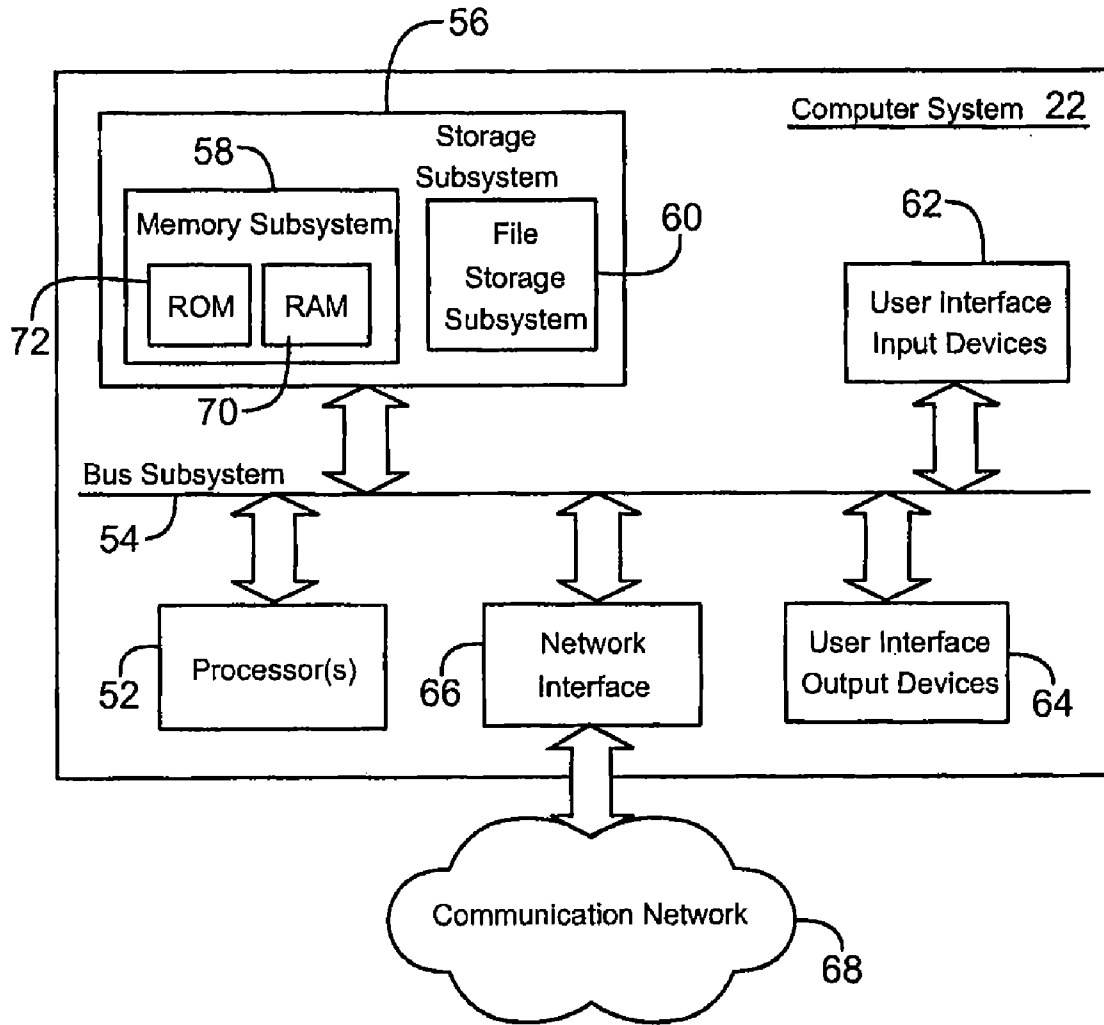 56
Computer System 22
Storage
Subsystem
58
Memory Subsystem
ROM
RAM
72
70
File
Storage
Subsystem
60
62
User Interface
Input Devices
Bus Subsystem
54
Processor(s)
52
Network
Interface
66
User Interface
Output Devices
64
Communication Network
68